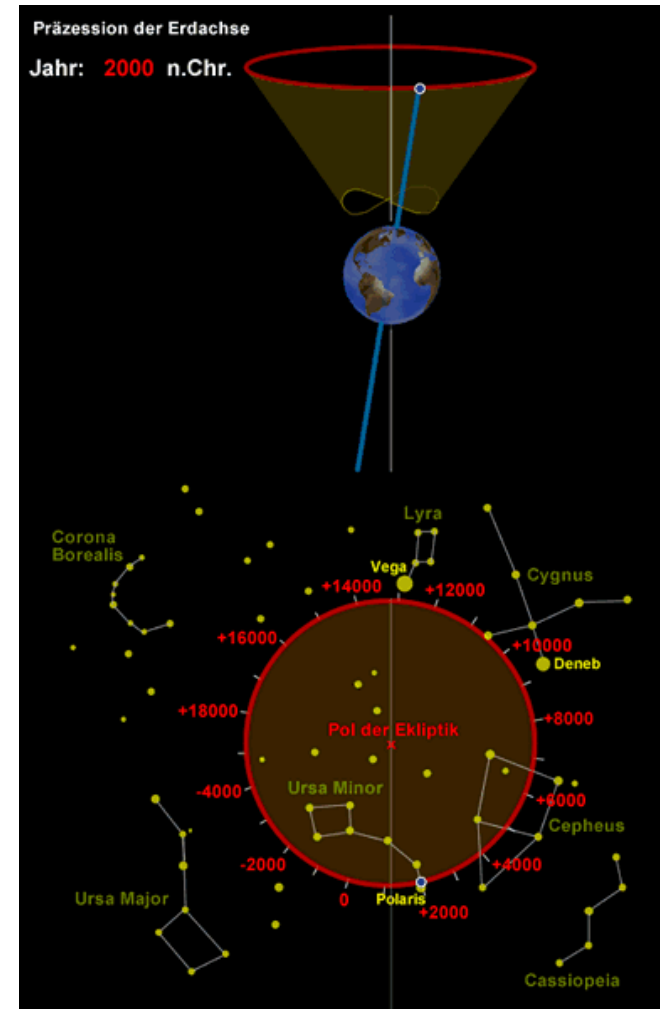 Präzession der Erdachse
Jahr: 2000 n.Chr.
Lyra
Corona
Borealis
Vega
Cygnus
+14000
+12000
+16000
+10000
Deneb
+18000
+8000
Pol der Ekliptik
x
Ursa Minor
-4000
+6000
Cepheus
-2000
+4000
Ursa Major
0
Polaris
+2000
Cassiopeia